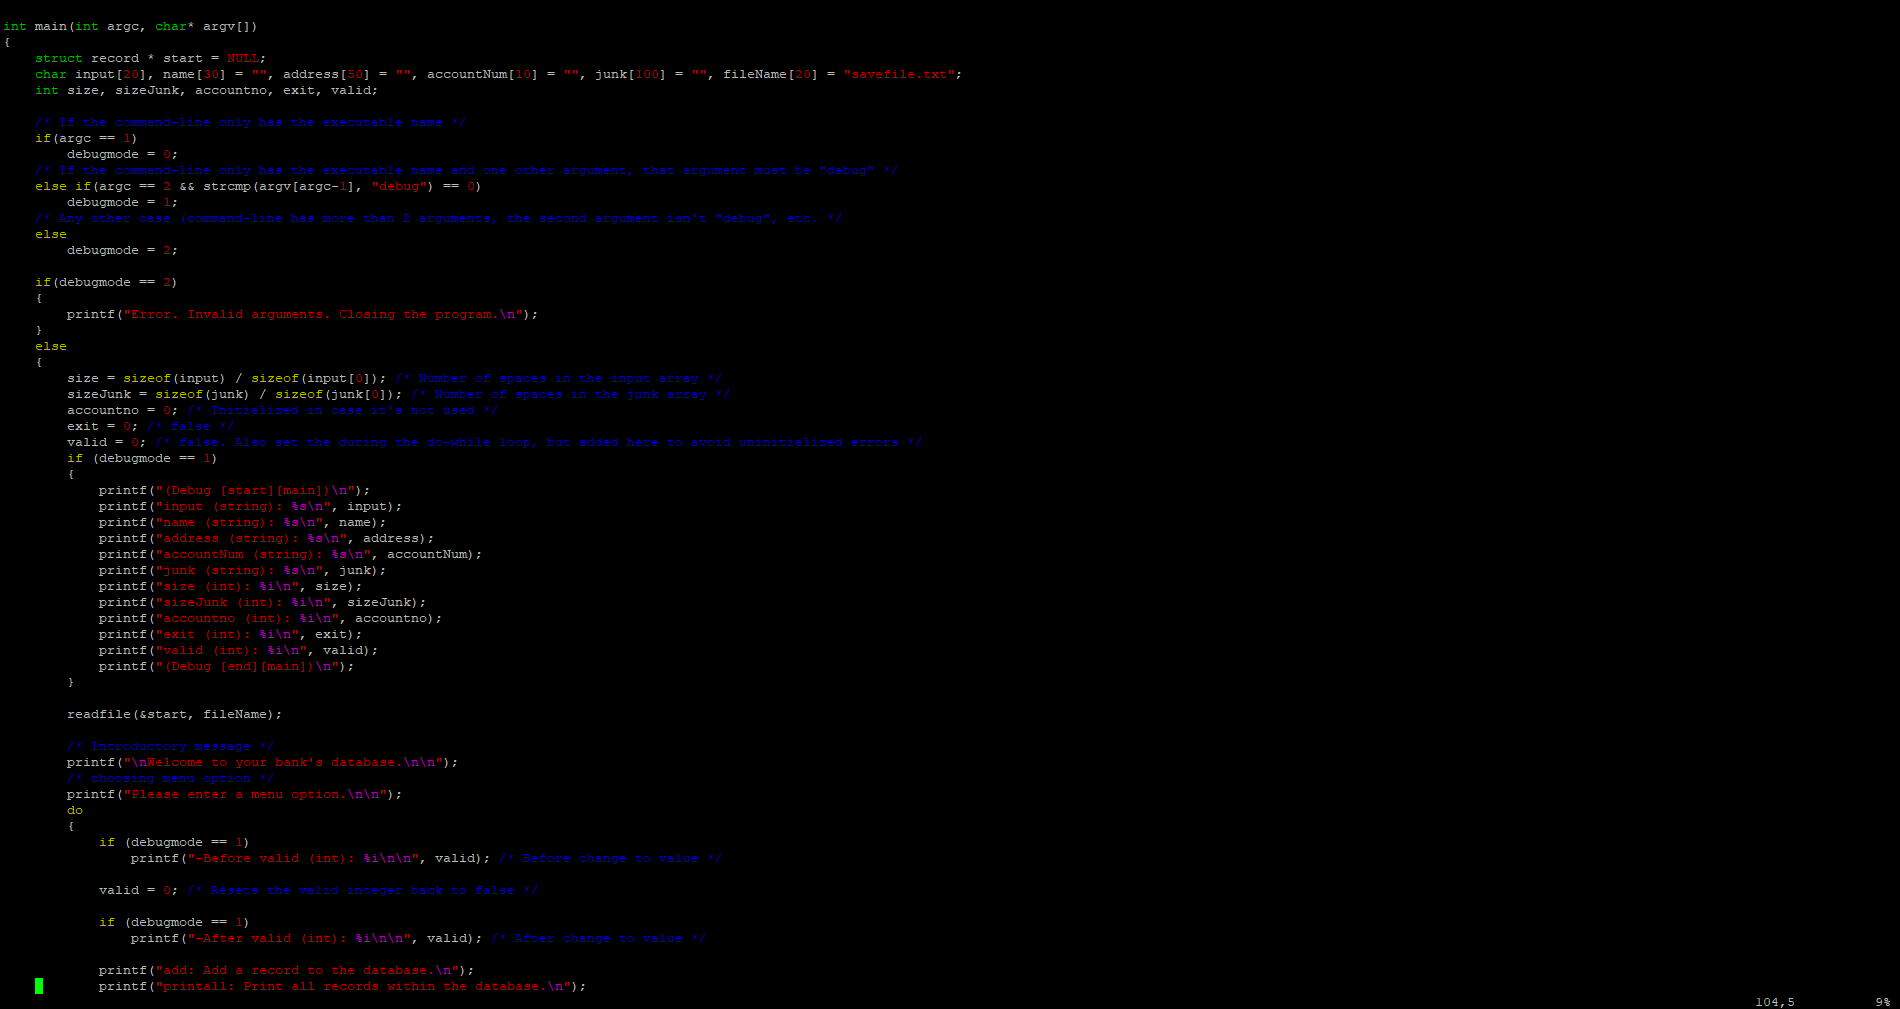 int main(int argc, char* argv[])
{
    struct record * start = NULL;
    char input[20], name[30] = "", address[50] = "", accountNum[10] = "", junk[100] = "", fileName[20] = "savefile.txt";
    int size, sizeJunk, accountno, exit, valid;
    /* If the command-line only has the executable name */
    if(argc == 1)
        debugmode = 0;
    /* If the command-line only has the executable name and one other argument, that argument must be "debug" */
    else if(argc == 2 && strcmp(argv[argc-1], "debug") == 0)
        debugmode = 1;
    /* Any other case (command-line has more than 2 arguments, the second argument isn't "debug", etc. */
    else
        debugmode = 2;
    if(debugmode == 2)
    {
        printf("Error. Invalid arguments. Closing the program.\n");
    }
    else
    {
        size = sizeof(input) / sizeof(input[0]); /* Number of spaces in the input array */
        sizeJunk = sizeof(junk) / sizeof(junk[0]); /* Number of spaces in the junk array */
        accountno = 0; /* Initialized in case it's not used */
        exit = 0; /* false */
        valid = 0; /* false. Also set the during the do-while loop, but added here to avoid uninitialized errors */
        if (debugmode == 1)
        {
            printf("(Debug [start][main])\n");
            printf("input (string): %s\n", input);
            printf("name (string): %s\n", name);
            printf("address (string): %s\n", address);
            printf("accountNum (string): %s\n", accountNum);
            printf("junk (string): %s\n", junk);
            printf("size (int): %i\n", size);
            printf("sizeJunk (int): %i\n", sizeJunk);
            printf("accountno (int): %i\n", accountno);
            printf("exit (int): %i\n", exit);
            printf("valid (int): %i\n", valid);
            printf("(Debug [end][main])\n");
        }
        readfile(&start, fileName);
        /* Introductory message */
        printf("\nWelcome to your bank's database.\n\n");
        /* choosing menu option */
        printf("Please enter a menu option.\n\n");
        do
        {
            if (debugmode == 1)
                printf("-Before valid (int): %i\n\n", valid); /* Before change to value */
            valid = 0; /* Resets the valid integer back to false */
            if (debugmode == 1)
                printf("-After valid (int): %i\n\n", valid); /* After change to value */
            printf("add: Add a record to the database.\n");
            printf("printall: Print all records within the database.\n");
104,5 9%